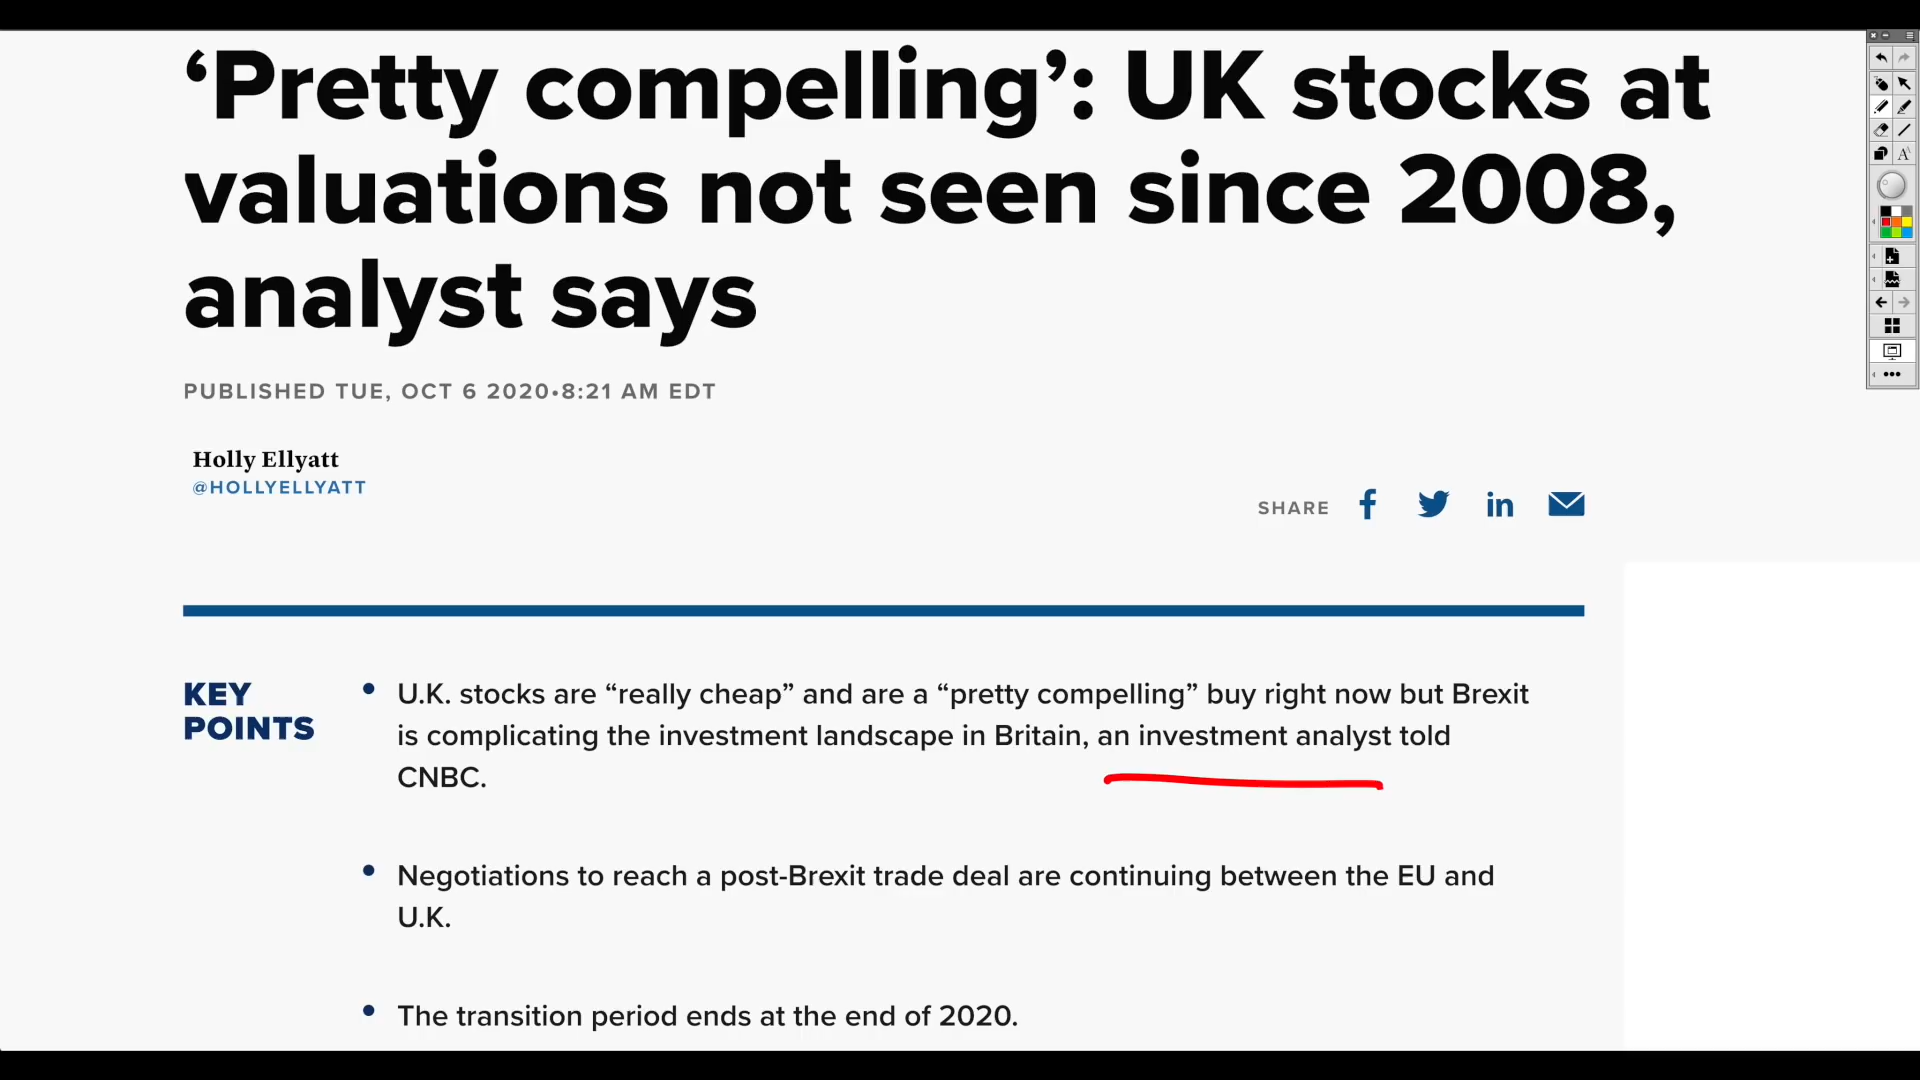 ‘Pretty compelling’: UK stocks at
valuations not seen since 2008,
analyst says
PUBLISHED TUE, OCT 6 2020•8:21 AM EDT
Holly Ellyatt
@HOLLYELLYATT
SHARE
KEY
POINTS
• U.K. stocks are “really cheap” and are a “pretty compelling” buy right now but Brexit
is complicating the investment landscape in Britain, an investment analyst told
CNBC.
• Negotiations to reach a post-Brexit trade deal are continuing between the EU and
U.K.
• The transition period ends at the end of 2020.